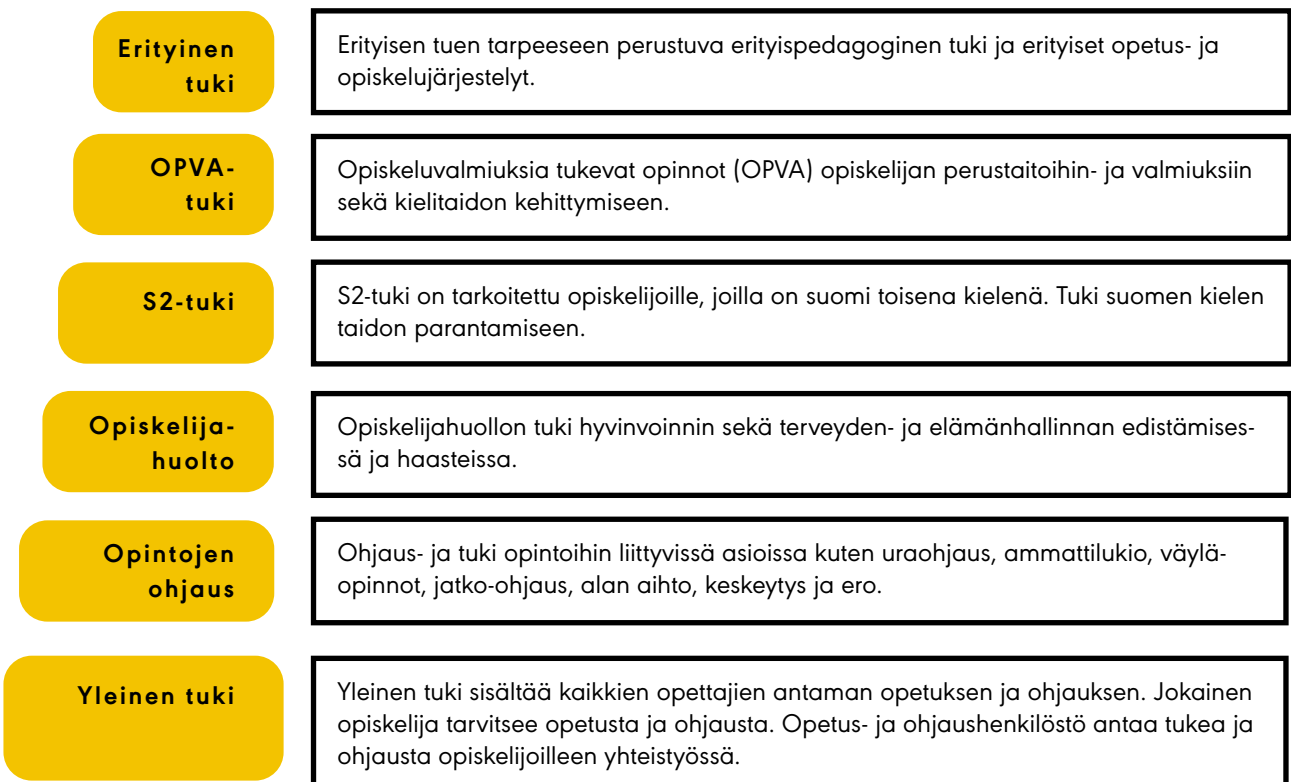 Erityinen
tuki
Erityisen tuen tarpeeseen perustuva erityispedagoginen tuki ja erityiset opetus- ja
opiskelujärjestelyt.
OPVA-
tuki
Opiskeluvalmiuksia tukevat opinnot (OPVA) opiskelijan perustaitoihin- ja valmiuksiin
sekä kielitaidon kehittymiseen.
S2-tuki
S2-tuki on tarkoitettu opiskelijoille, joilla on suomi toisena kielenä. Tuki suomen kielen
taidon parantamiseen.
Opiskelija-
huolto
Opiskelijahuollon tuki hyvinvoinnin sekä terveyden- ja elämänhallinnan edistämises-
sä ja haasteissa.
Opintojen
ohjaus
Ohjaus- ja tuki opintoihin liittyvissä asioissa kuten uraohjaus, ammattilukio, väylä-
opinnot, jatko-ohjaus, alan aihto, keskeytys ja ero.
Yleinen tuki
Yleinen tuki sisältää kaikkien opettajien antaman opetuksen ja ohjauksen. Jokainen
opiskelija tarvitsee opetusta ja ohjausta. Opetus- ja ohjaushenkilöstö antaa tukea ja
ohjausta opiskelijoilleen yhteistyössä.